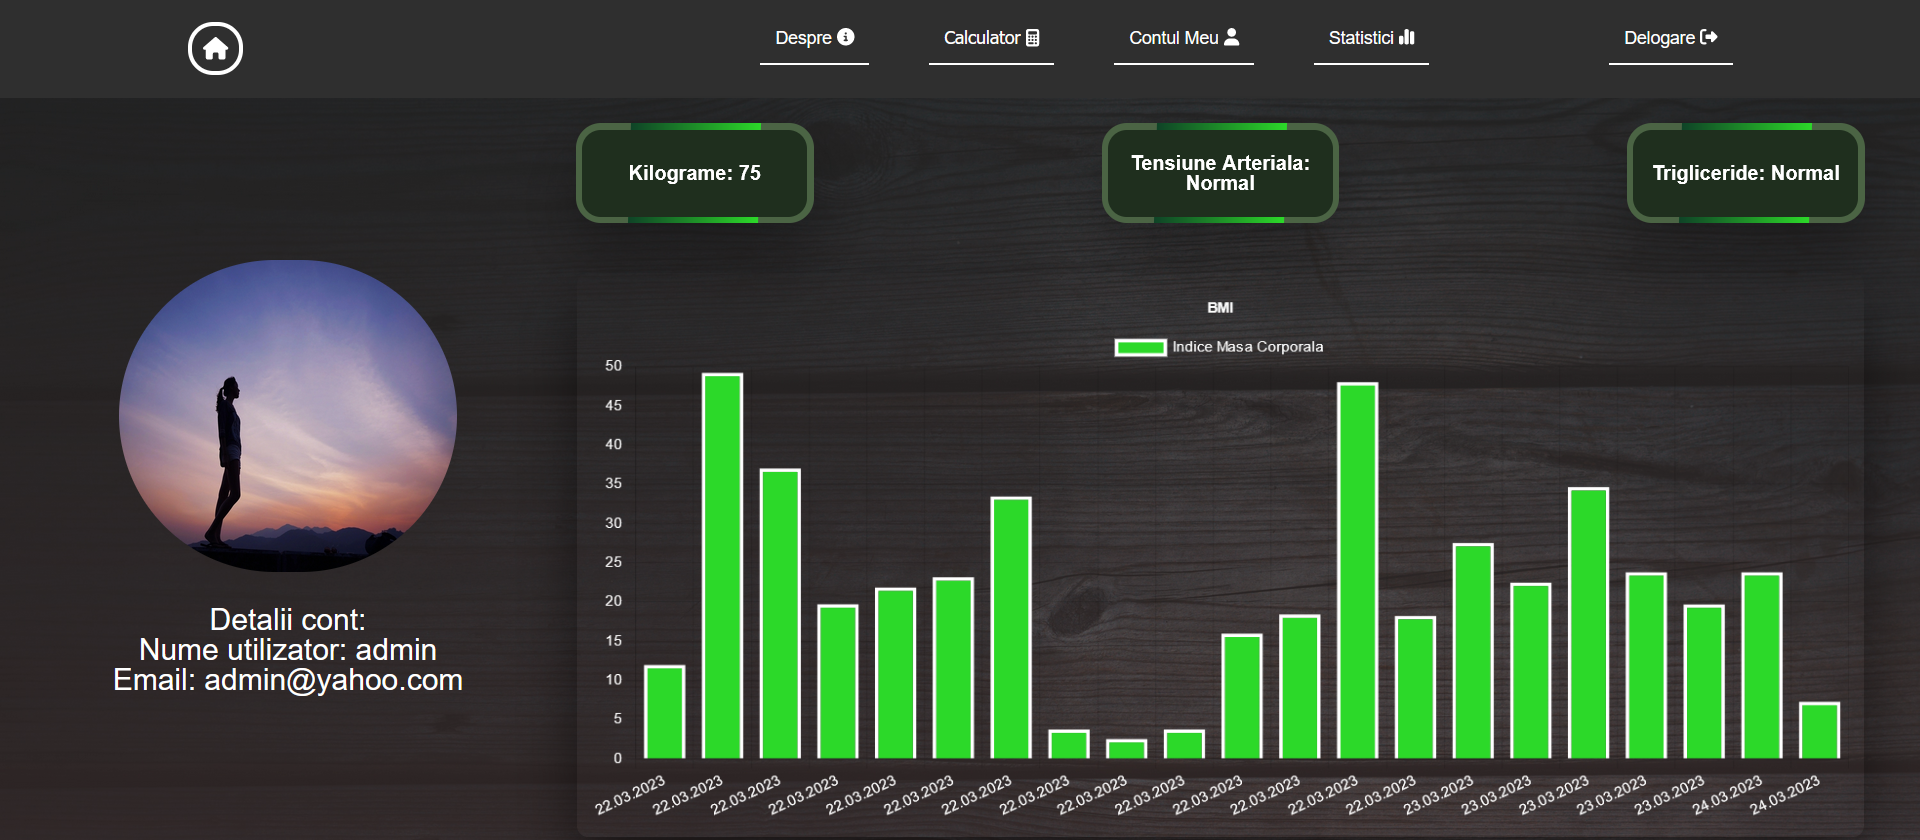 Despre
Calculator
Contul Meu
Statistici
Delogare
Kilograme: 75
Tensiune Arteriala:
Normal
Trigliceride: Normal
Detalii cont:
Nume utilizator: admin
Email: admin@yahoo.com
BMI
Indice Masa Corporala
50
45
40
35
30
25
20
15
10
5
0
22.03.2023
22.03.2023
22.03.2023
22.03.2023
22.03.2023
22.03.2023
22.03.2023
22.03.2023
22.03.2023
22.03.2023
22.03.2023
22.03.2023
22.03.2023
22.03.2023
23.03.2023
23.03.2023
23.03.2023
23.03.2023
23.03.2023
24.03.2023
24.03.2023